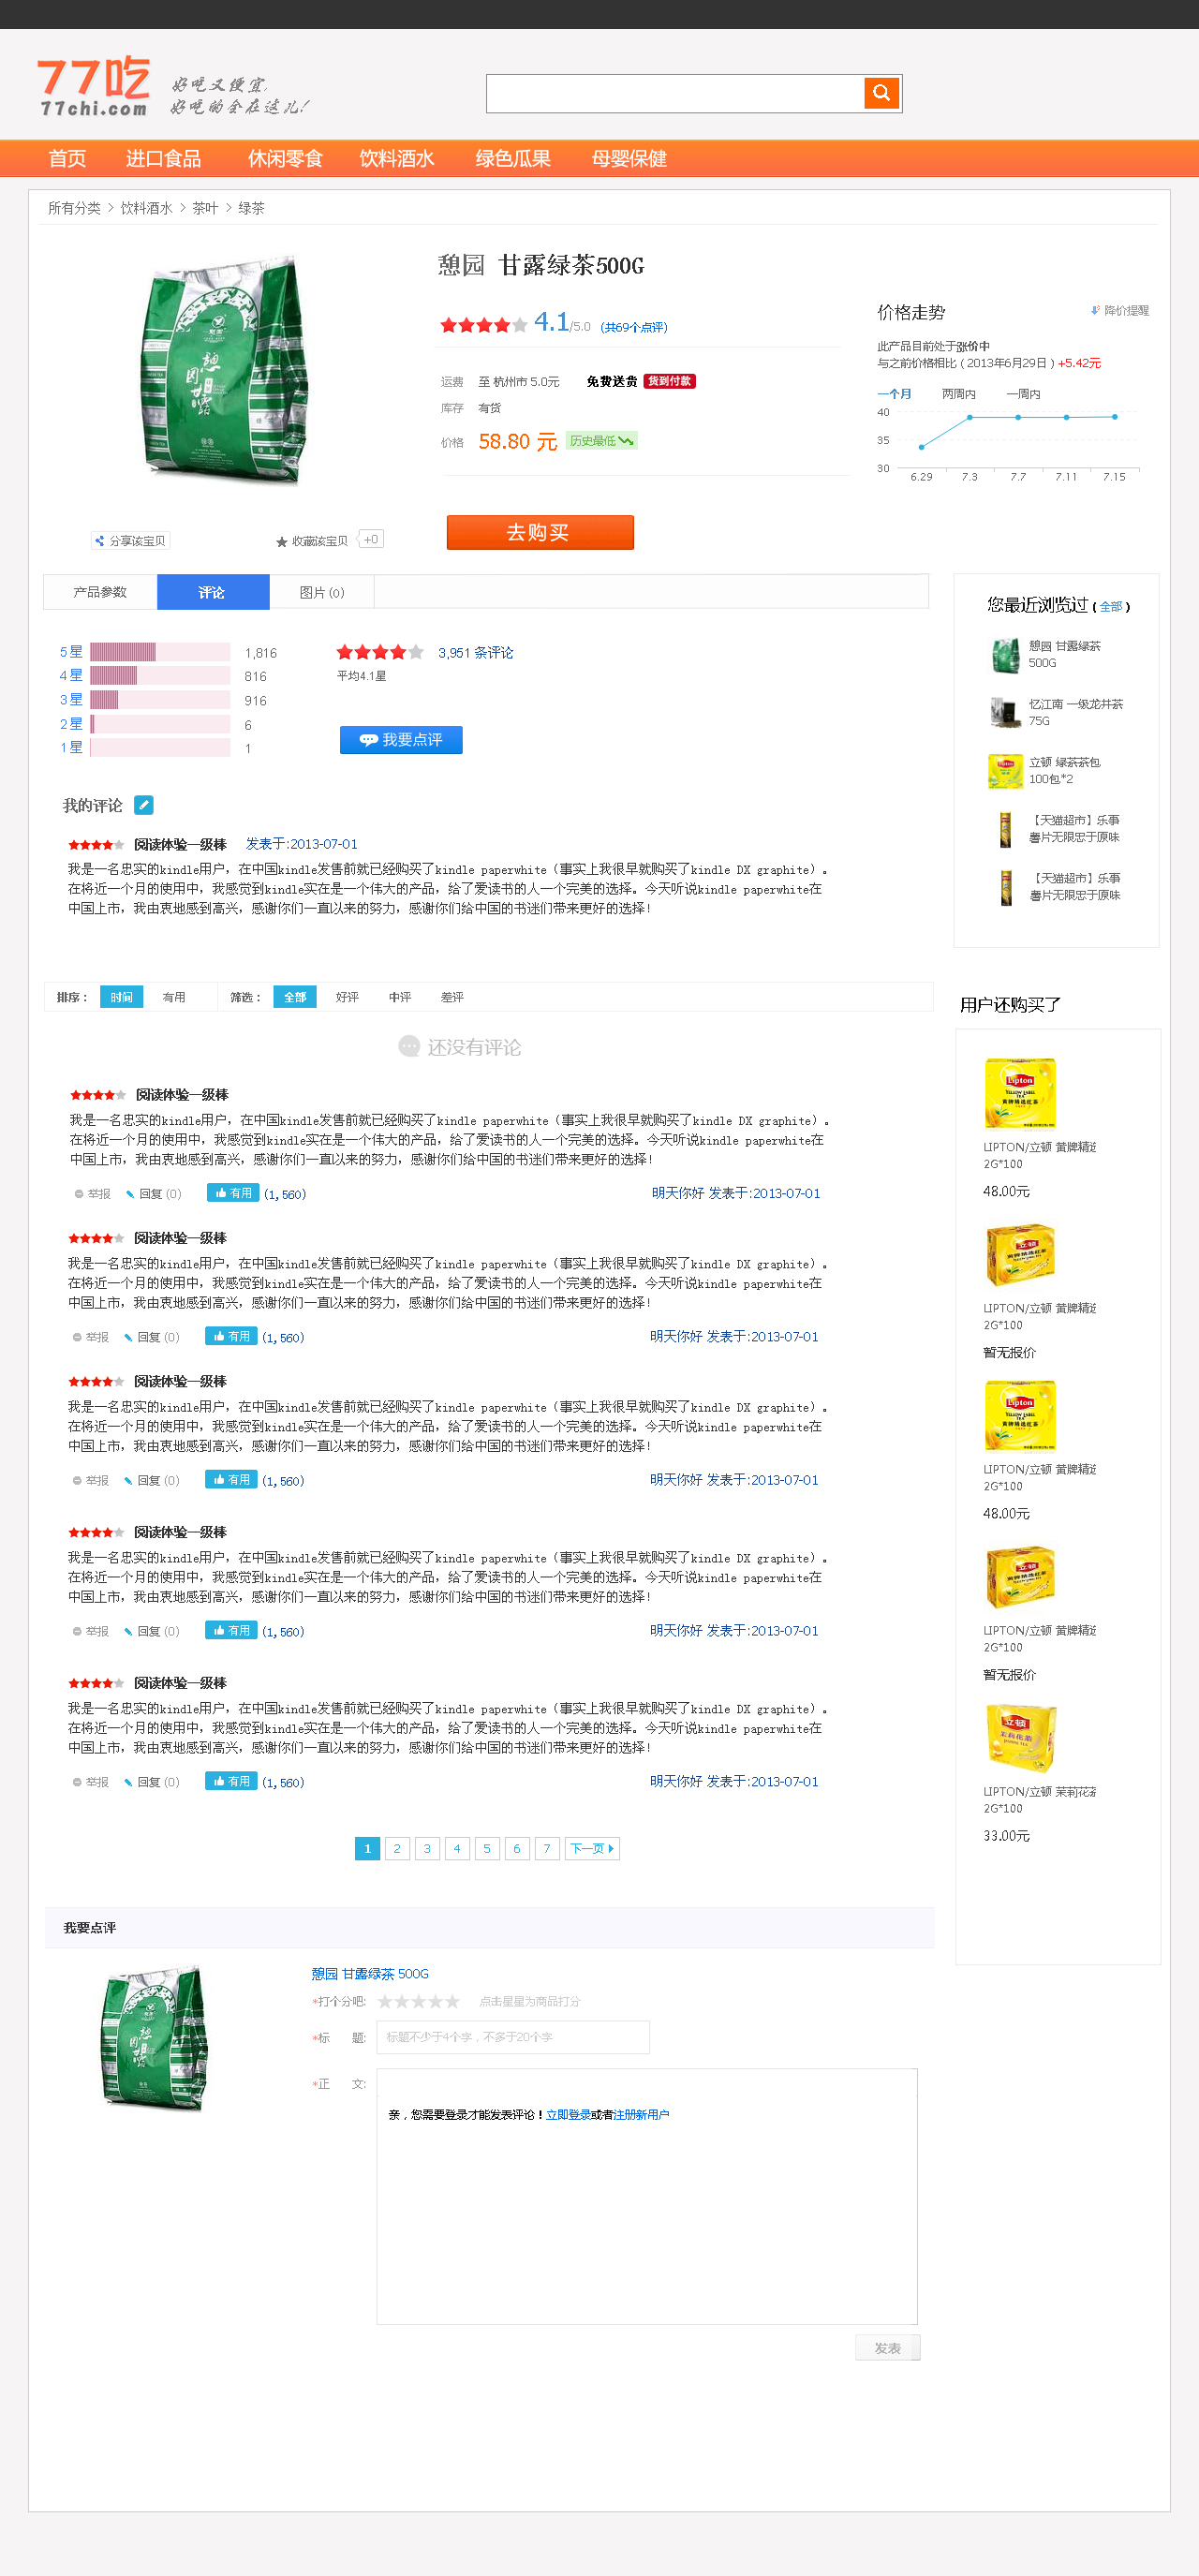 77吃
77chi.com
好吃又便宜,
好吃的全在这儿!
首页 进口食品 休闲零食 饮料酒水 绿色瓜果 母婴保健
所有分类 > 饮料酒水 > 茶叶 > 绿茶
憩园 甘露绿茶500G
4.1/5.0 (共69个点评)
运费 至 杭州市 5.0元 免费送货 货到付款
库存 有货
价格 58.80 元 历史最低
去购买
分享该宝贝
收藏该宝贝 +0
价格走势
降价提醒
此产品目前处于涨价中
与之前价格相比（2013年6月29日）+5.42元
一个月 两周内 一周内
40
35
30
6.29 7.3 7.7 7.11 7.15
产品参数 评论 图片(0)
5 星 1,816
4 星 816
3 星 916
2 星 6
1 星 1
3,951 条评论
平均4.1星
我要点评
我的评论
阅读体验一级棒 发表于:2013-07-01
我是一名忠实的kindle用户，在中国kindle发售前就已经购买了kindle paperwhite（事实上我很早就购买了kindle DX graphite）。
在将近一个月的使用中，我感觉到kindle实在是一个伟大的产品，给了爱读书的人一个完美的选择。今天听说kindle paperwhite在
中国上市，我由衷地感到高兴，感谢你们一直以来的努力，感谢你们给中国的书迷们带来更好的选择！
排序： 时间 有用 筛选： 全部 好评 中评 差评
还没有评论
阅读体验一级棒
我是一名忠实的kindle用户，在中国kindle发售前就已经购买了kindle paperwhite（事实上我很早就购买了kindle DX graphite）。
在将近一个月的使用中，我感觉到kindle实在是一个伟大的产品，给了爱读书的人一个完美的选择。今天听说kindle paperwhite在
中国上市，我由衷地感到高兴，感谢你们一直以来的努力，感谢你们给中国的书迷们带来更好的选择！
举报 回复 (0) 有用 (1,560) 明天你好 发表于:2013-07-01
阅读体验一级棒
我是一名忠实的kindle用户，在中国kindle发售前就已经购买了kindle paperwhite（事实上我很早就购买了kindle DX graphite）。
在将近一个月的使用中，我感觉到kindle实在是一个伟大的产品，给了爱读书的人一个完美的选择。今天听说kindle paperwhite在
中国上市，我由衷地感到高兴，感谢你们一直以来的努力，感谢你们给中国的书迷们带来更好的选择！
举报 回复 (0) 有用 (1,560) 明天你好 发表于:2013-07-01
阅读体验一级棒
我是一名忠实的kindle用户，在中国kindle发售前就已经购买了kindle paperwhite（事实上我很早就购买了kindle DX graphite）。
在将近一个月的使用中，我感觉到kindle实在是一个伟大的产品，给了爱读书的人一个完美的选择。今天听说kindle paperwhite在
中国上市，我由衷地感到高兴，感谢你们一直以来的努力，感谢你们给中国的书迷们带来更好的选择！
举报 回复 (0) 有用 (1,560) 明天你好 发表于:2013-07-01
阅读体验一级棒
我是一名忠实的kindle用户，在中国kindle发售前就已经购买了kindle paperwhite（事实上我很早就购买了kindle DX graphite）。
在将近一个月的使用中，我感觉到kindle实在是一个伟大的产品，给了爱读书的人一个完美的选择。今天听说kindle paperwhite在
中国上市，我由衷地感到高兴，感谢你们一直以来的努力，感谢你们给中国的书迷们带来更好的选择！
举报 回复 (0) 有用 (1,560) 明天你好 发表于:2013-07-01
阅读体验一级棒
我是一名忠实的kindle用户，在中国kindle发售前就已经购买了kindle paperwhite（事实上我很早就购买了kindle DX graphite）。
在将近一个月的使用中，我感觉到kindle实在是一个伟大的产品，给了爱读书的人一个完美的选择。今天听说kindle paperwhite在
中国上市，我由衷地感到高兴，感谢你们一直以来的努力，感谢你们给中国的书迷们带来更好的选择！
举报 回复 (0) 有用 (1,560) 明天你好 发表于:2013-07-01
1 2 3 4 5 6 7 下一页
您最近浏览过 ( 全部 )
憩园 甘露绿茶
500G
忆江南 一级龙井茶
75G
立顿 绿茶茶包
100包*2
【天猫超市】乐事
薯片无限忠于原味
【天猫超市】乐事
薯片无限忠于原味
用户还购买了
LIPTON/立顿 黄牌精选
2G*100
48.00元
LIPTON/立顿 黄牌精选
2G*100
暂无报价
LIPTON/立顿 黄牌精选
2G*100
48.00元
LIPTON/立顿 黄牌精选
2G*100
暂无报价
LIPTON/立顿 茉莉花茶
2G*100
33.00元
我要点评
憩园 甘露绿茶 500G
*打个分吧: 点击星星为商品打分
*标 题: 标题不少于4个字，不多于20个字
*正 文:
亲，您需要登录才能发表评论！立即登录或者注册新用户
发表